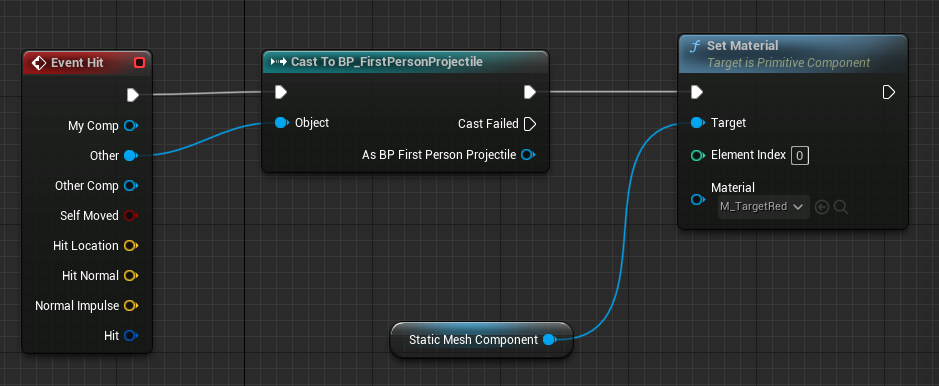 Event Hit
My Comp
Other
Other Comp
Self Moved
Hit Location
Hit Normal
Normal Impulse
Hit
Cast To BP_FirstPersonProjectile
Object
Cast Failed
As BP First Person Projectile
Static Mesh Component
f Set Material
Target is Primitive Component
Target
Element Index 0
Material
M_TargetRed